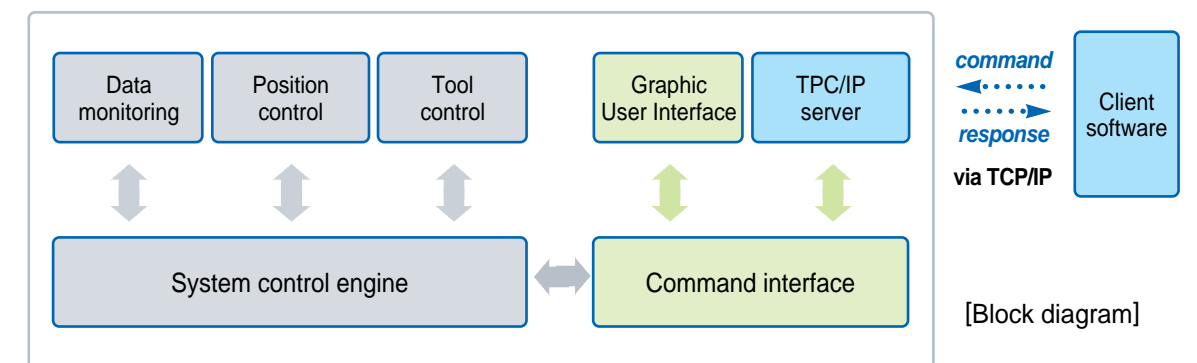 Data
monitoring
Position
control
Tool
control
Graphic
User Interface
TPC/IP
server
command
response
via TCP/IP
Client
software
System control engine
Command interface
[Block diagram]